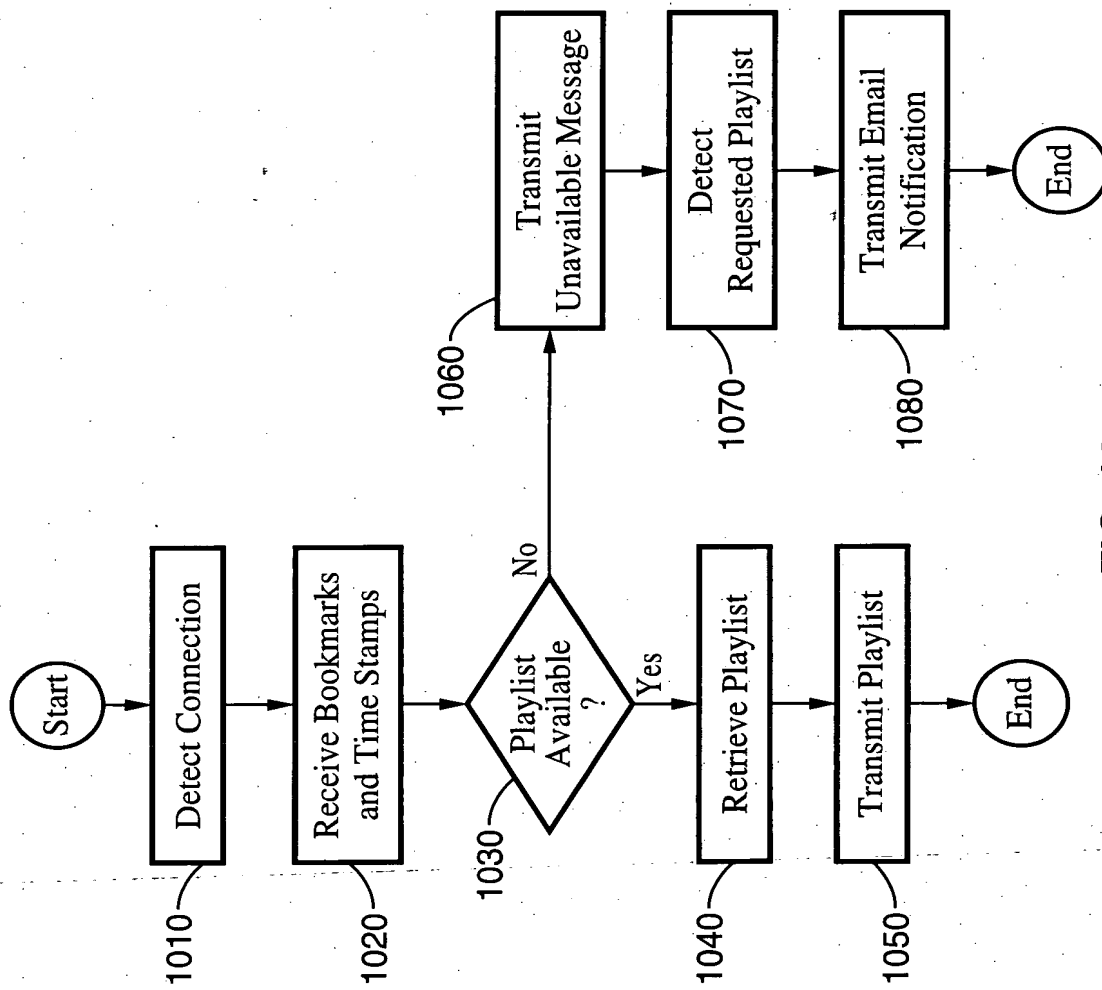 Start
1010
Detect Connection
1020
Receive Bookmarks
and Time Stamps
1030
Playlist
Available
?
No
Yes
1040
Retrieve Playlist
1050
Transmit Playlist
End
1060
Transmit
Unavailable Message
1070
Detect
Requested Playlist
1080
Transmit Email
Notification
End